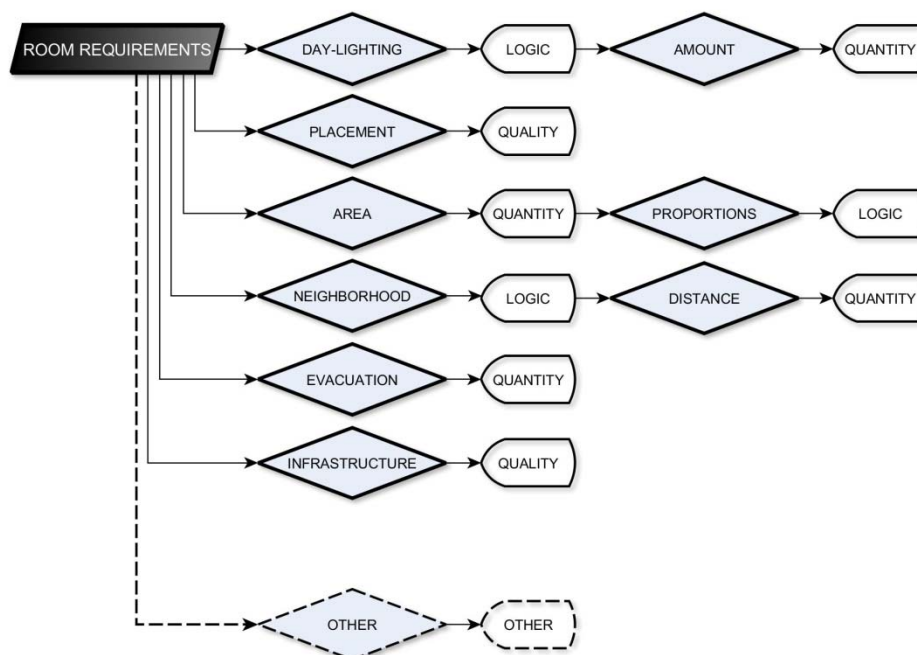 ROOM REQUIREMENTS DAY-LIGHTING LOGIC AMOUNT QUANTITY
PLACEMENT QUALITY
AREA QUANTITY PROPORTIONS LOGIC
NEIGHBORHOOD LOGIC DISTANCE QUANTITY
EVACUATION QUANTITY
INFRASTRUCTURE QUALITY
OTHER OTHER